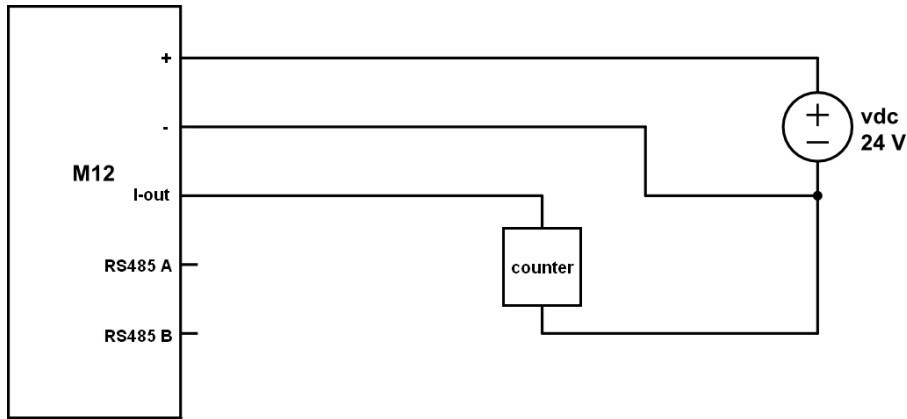 +
-
M12
I-out
RS485 A
RS485 B
counter
+
−
vdc
24 V